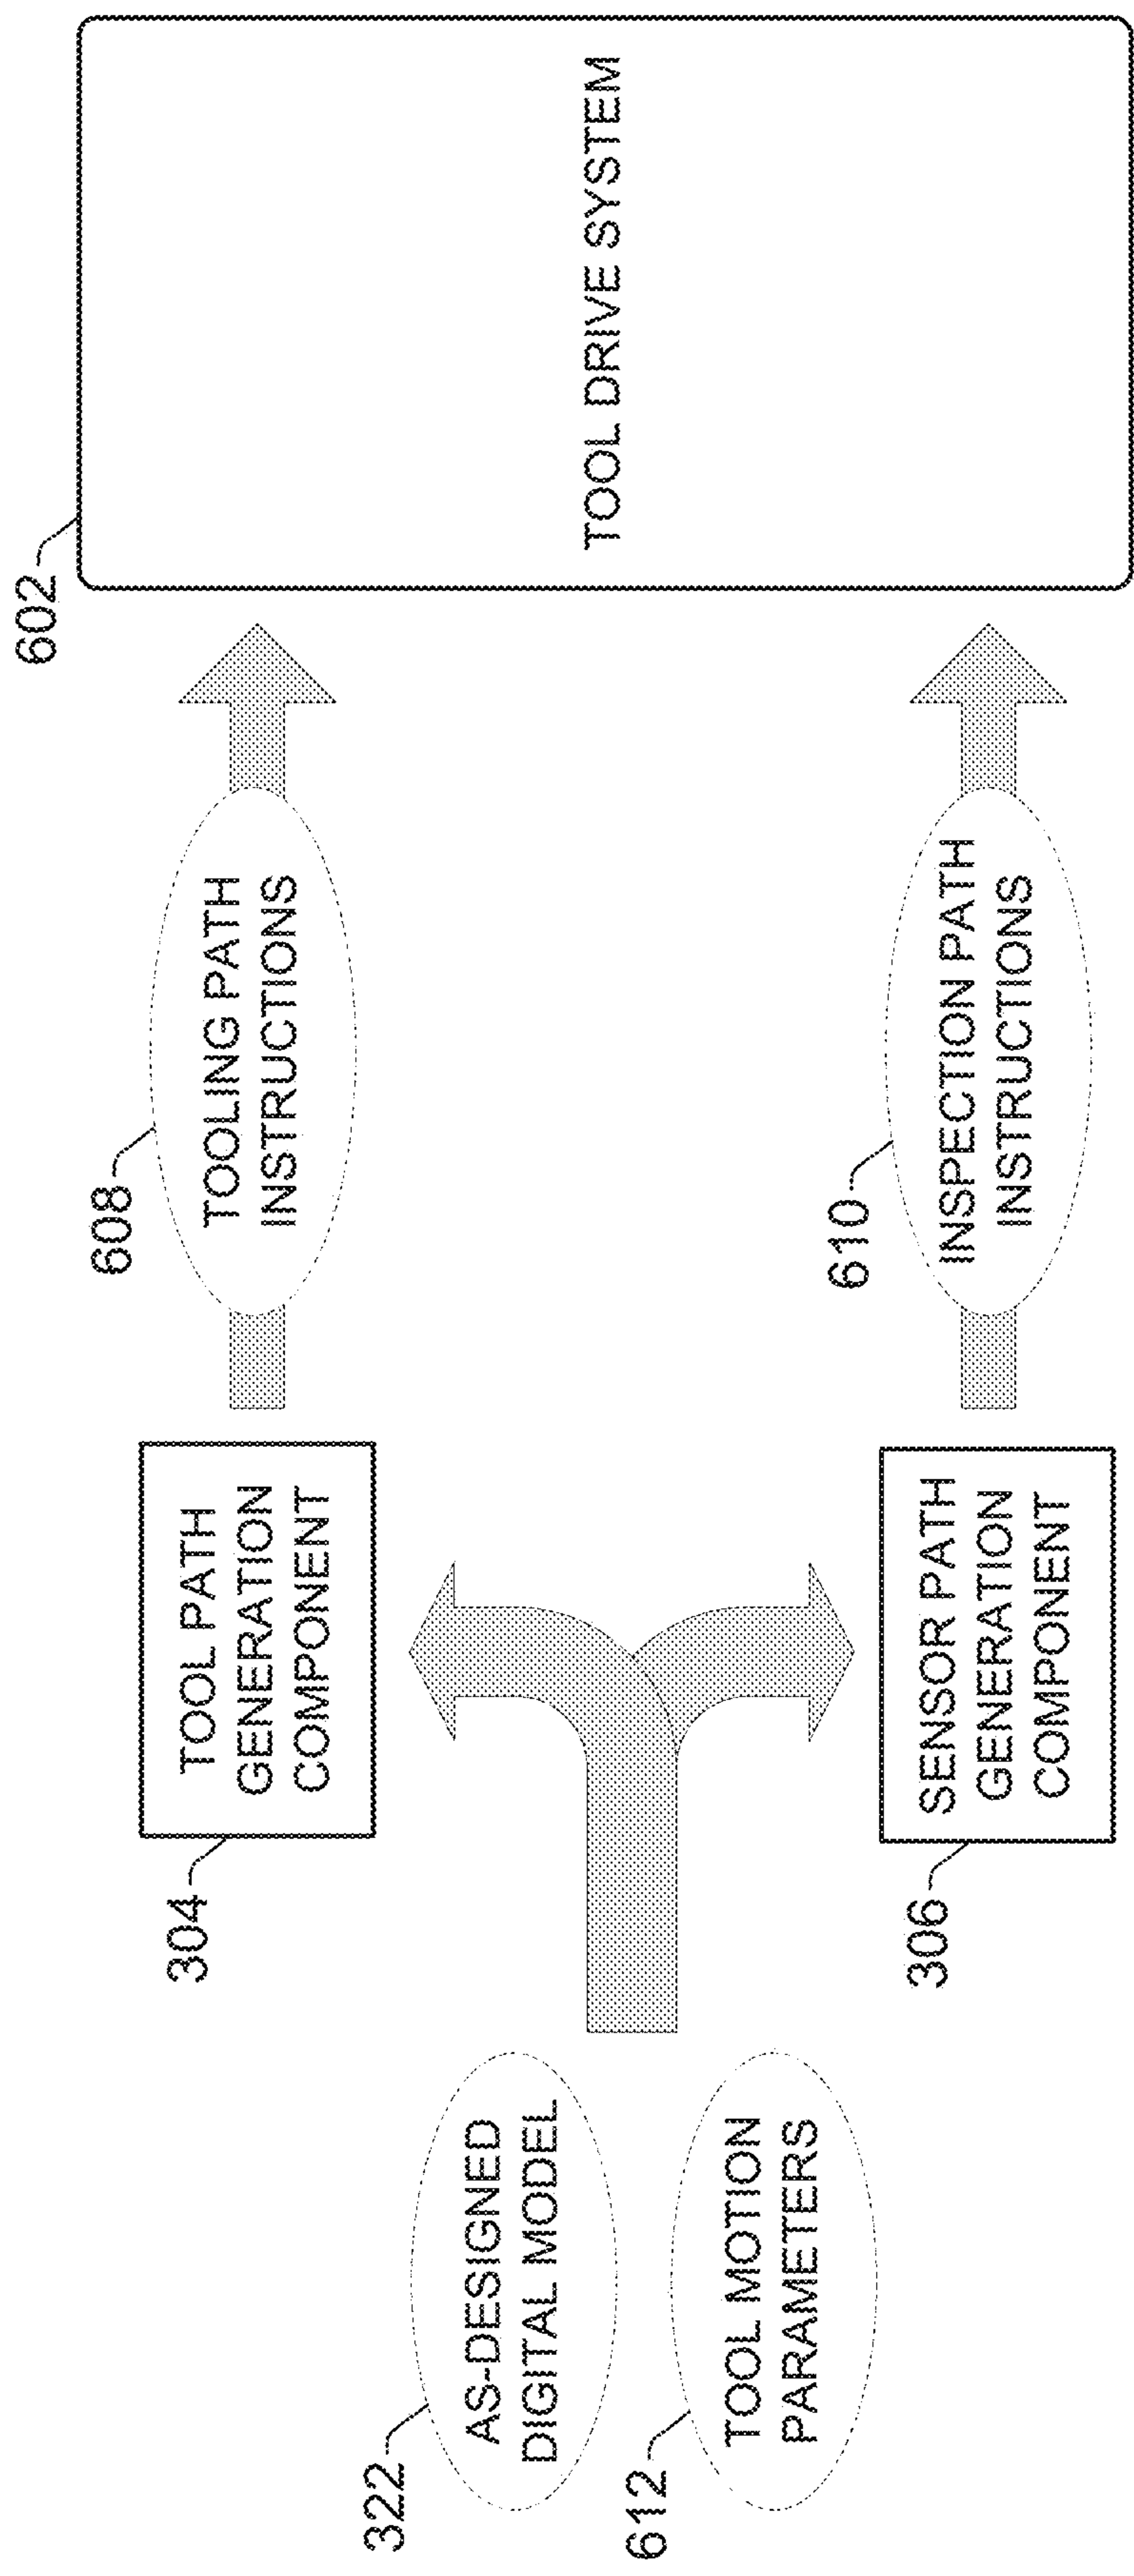 602
TOOL DRIVE SYSTEM
608
TOOLING PATH
INSTRUCTIONS
610
INSPECTION PATH
INSTRUCTIONS
304
TOOL PATH
GENERATION
COMPONENT
306
SENSOR PATH
GENERATION
COMPONENT
322
AS-DESIGNED
DIGITAL MODEL
612
TOOL MOTION
PARAMETERS